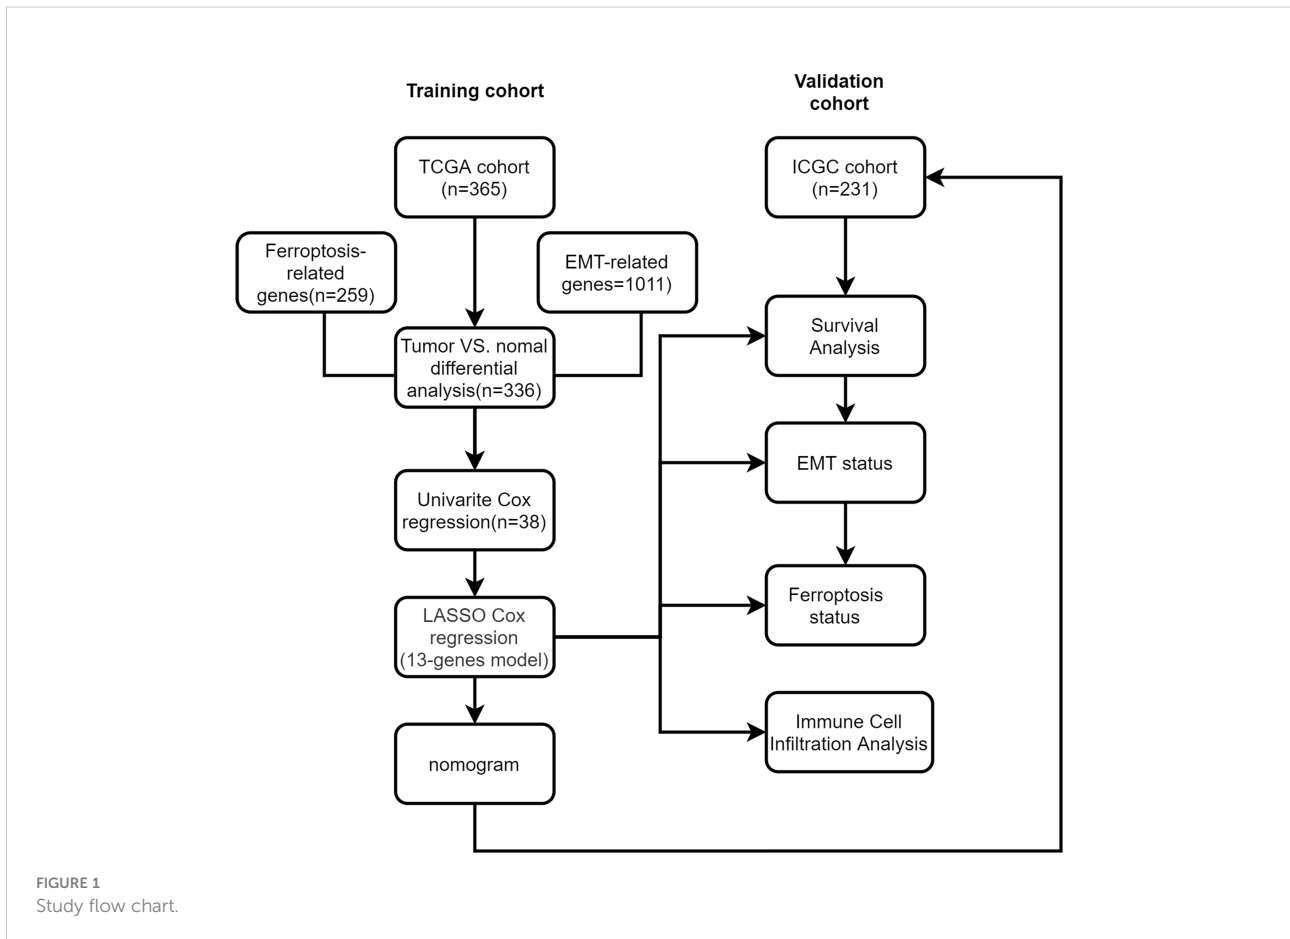 Training cohort
Validation
cohort
TCGA cohort
(n=365)
ICGC cohort
(n=231)
Ferroptosis-
related
genes(n=259)
EMT-related
genes=1011)
Tumor VS. nomal
differential
analysis(n=336)
Survival
Analysis
EMT status
Univarite Cox
regression(n=38)
LASSO Cox
regression
(13-genes model)
Ferroptosis
status
Immune Cell
Infiltration Analysis
nomogram
FIGURE 1
Study flow chart.